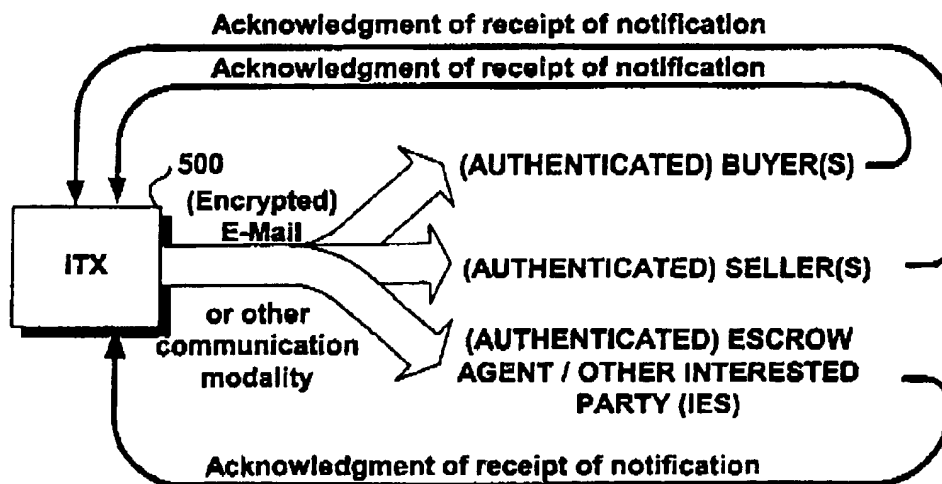 Acknowledgment of receipt of notification
Acknowledgment of receipt of notification
500
(Encrypted)
E-Mail
(AUTHENTICATED) BUYER(S)
ITX
(AUTHENTICATED) SELLER(S)
or other
communication
modality
(AUTHENTICATED) ESCROW
AGENT / OTHER INTERESTED
PARTY (IES)
Acknowledgment of receipt of notification